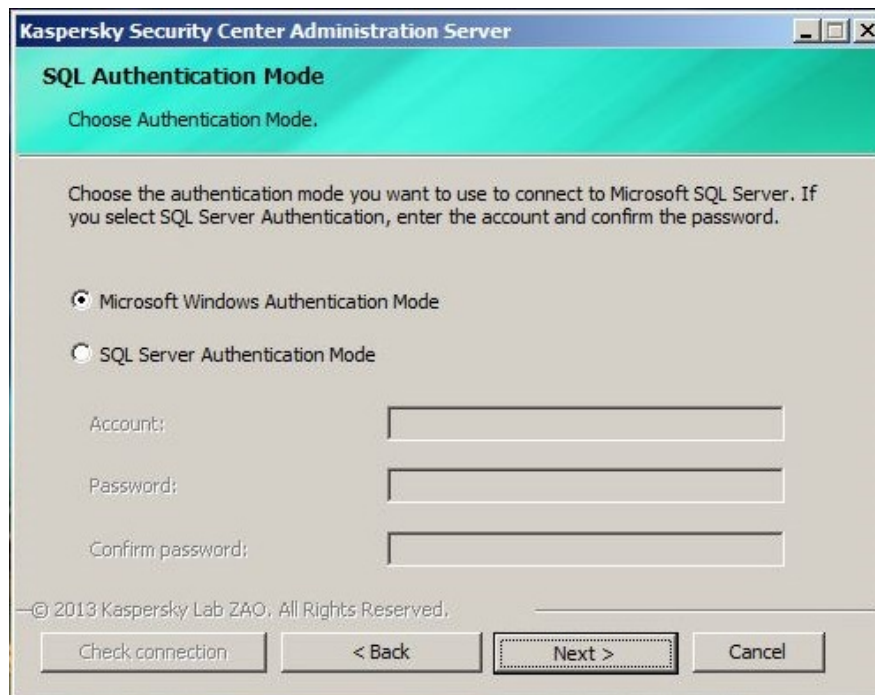 Kaspersky Security Center Administration Server
SQL Authentication Mode
Choose Authentication Mode.
Choose the authentication mode you want to use to connect to Microsoft SQL Server. If
you select SQL Server Authentication, enter the account and confirm the password.
Microsoft Windows Authentication Mode
SQL Server Authentication Mode
Account:
Password:
Confirm password:
© 2013 Kaspersky Lab ZAO. All Rights Reserved.
Check connection
< Back
Next >
Cancel